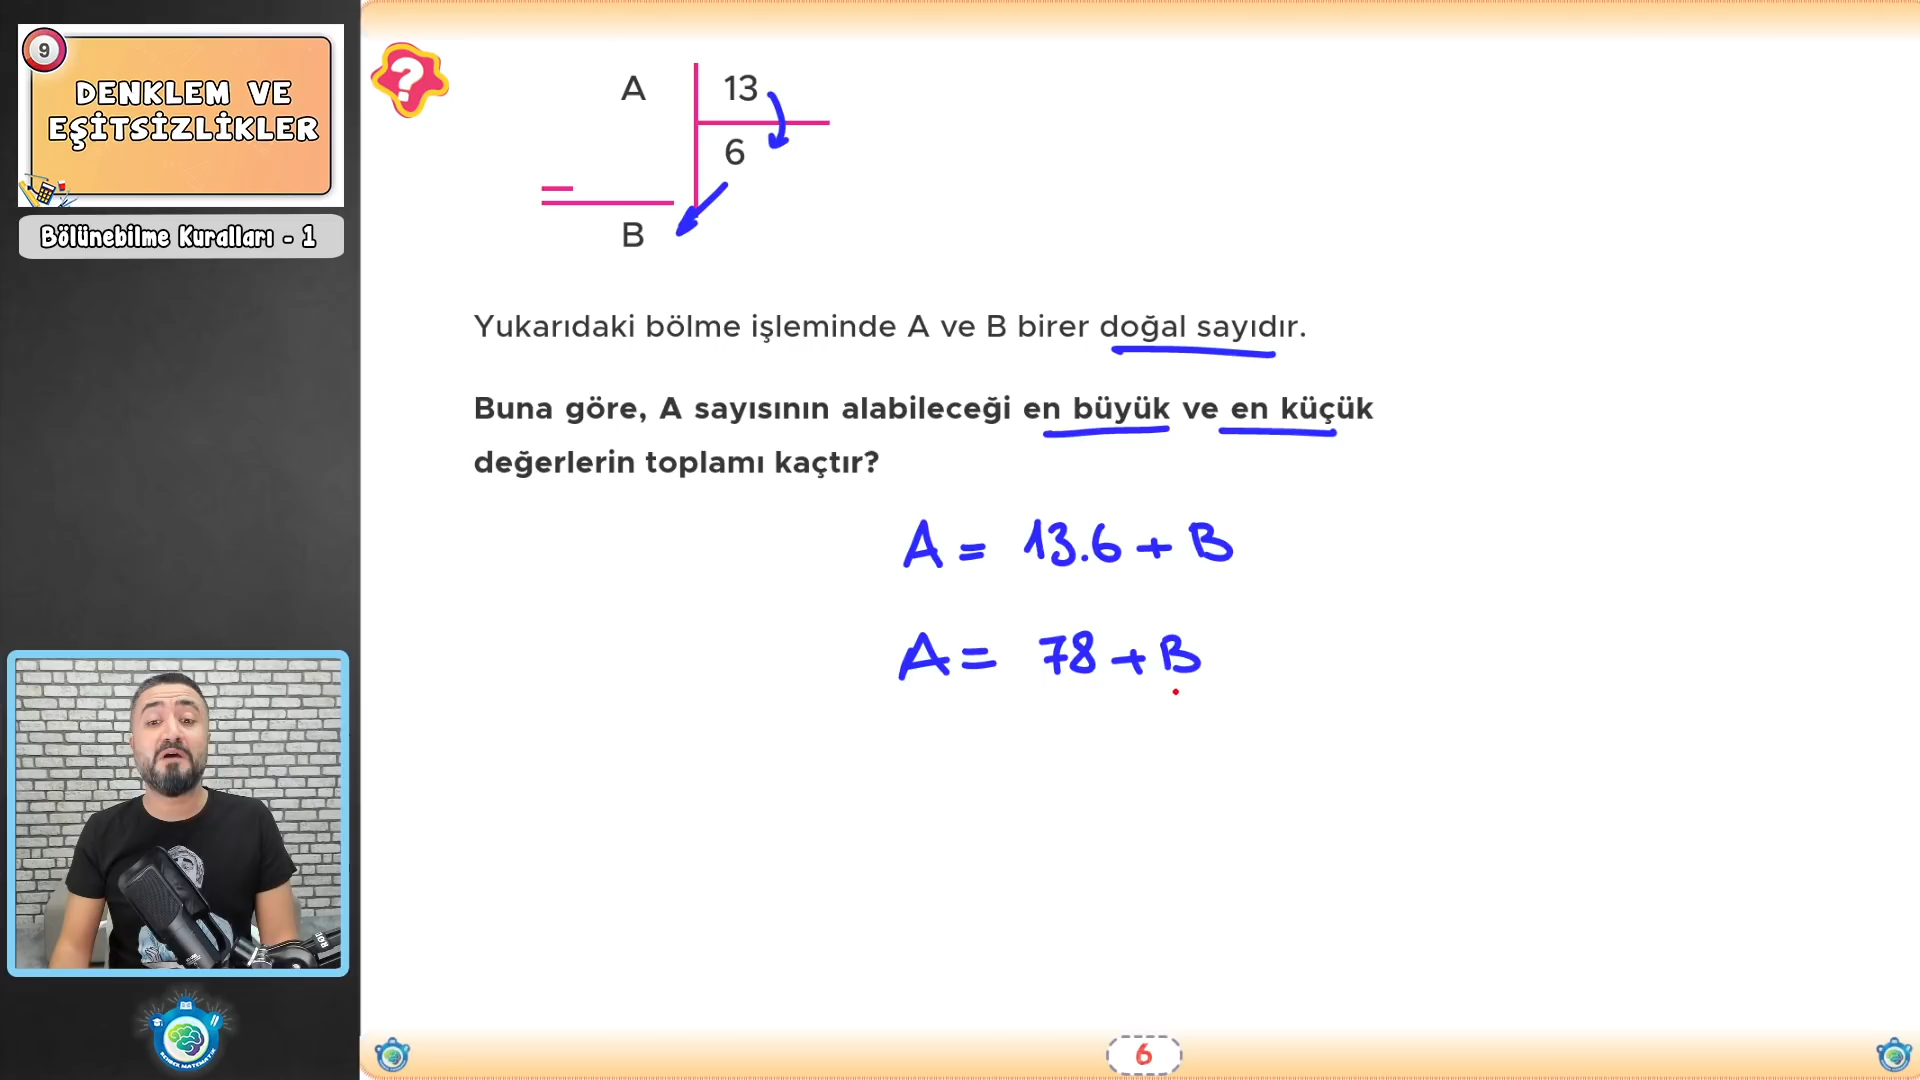 9
DENKLEM VE
EŞİTSİZLİKLER
Bölünebilme Kuralları - 1
A 13
6
B
Yukarıdaki bölme işleminde A ve B birer doğal sayıdır.
Buna göre, A sayısının alabileceği en büyük ve en küçük
değerlerin toplamı kaçtır?
A = 13.6 + B
A = 78 + B
6